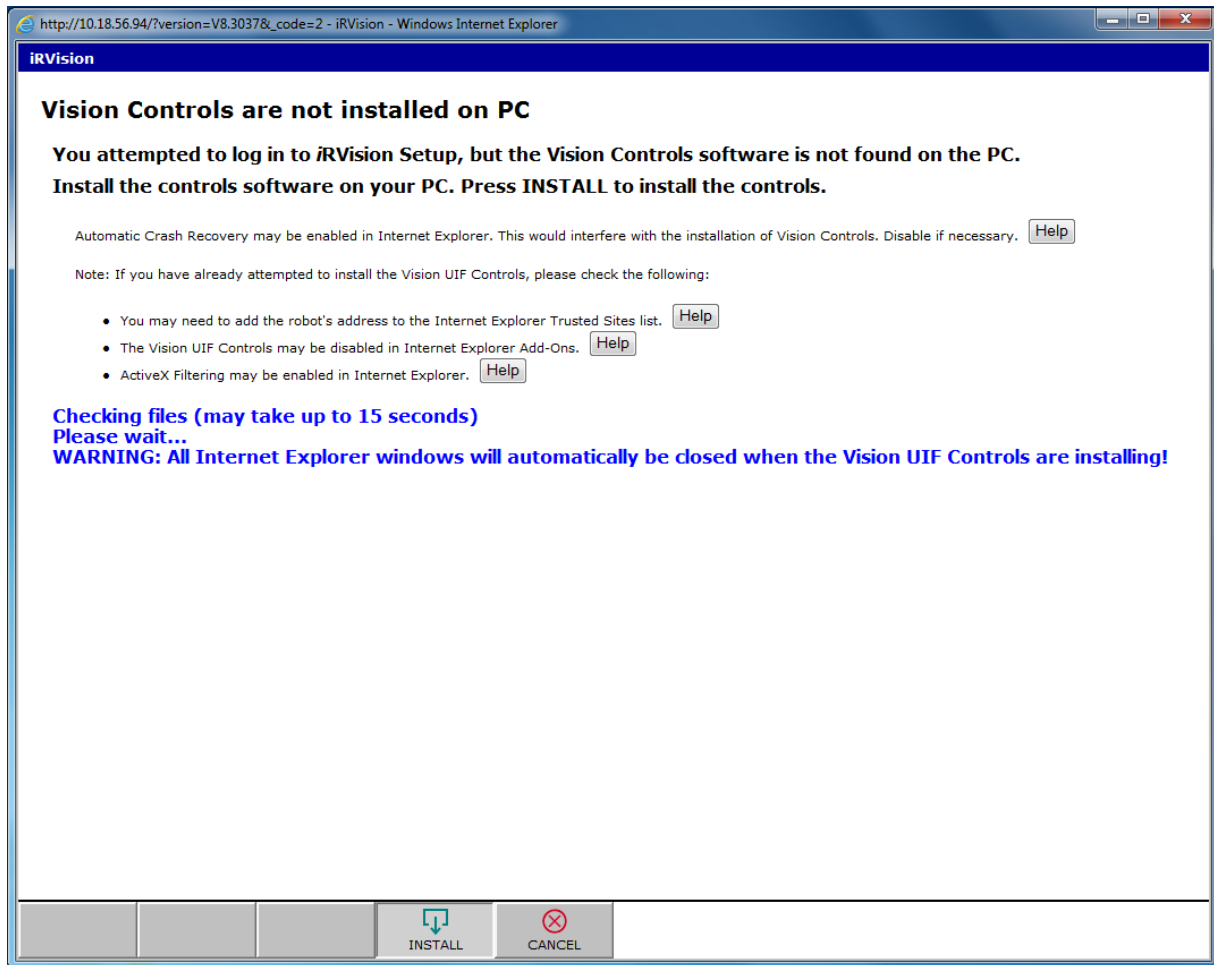 http://10.18.56.94/?version=V8.3037&_code=2 - iRVision - Windows Internet Explorer
iRVision
Vision Controls are not installed on PC
You attempted to log in to iRVision Setup, but the Vision Controls software is not found on the PC.
Install the controls software on your PC. Press INSTALL to install the controls.
Automatic Crash Recovery may be enabled in Internet Explorer. This would interfere with the installation of Vision Controls. Disable if necessary. Help
Note: If you have already attempted to install the Vision UIF Controls, please check the following:
• You may need to add the robot's address to the Internet Explorer Trusted Sites list. Help
• The Vision UIF Controls may be disabled in Internet Explorer Add-Ons. Help
• ActiveX Filtering may be enabled in Internet Explorer. Help
Checking files (may take up to 15 seconds)
Please wait...
WARNING: All Internet Explorer windows will automatically be closed when the Vision UIF Controls are installing!
INSTALL CANCEL